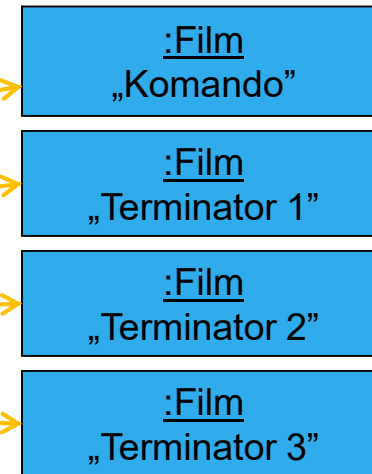 :Film
„Komando”
:Film
„Terminator 1”
:Film
„Terminator 2”
:Film
„Terminator 3”